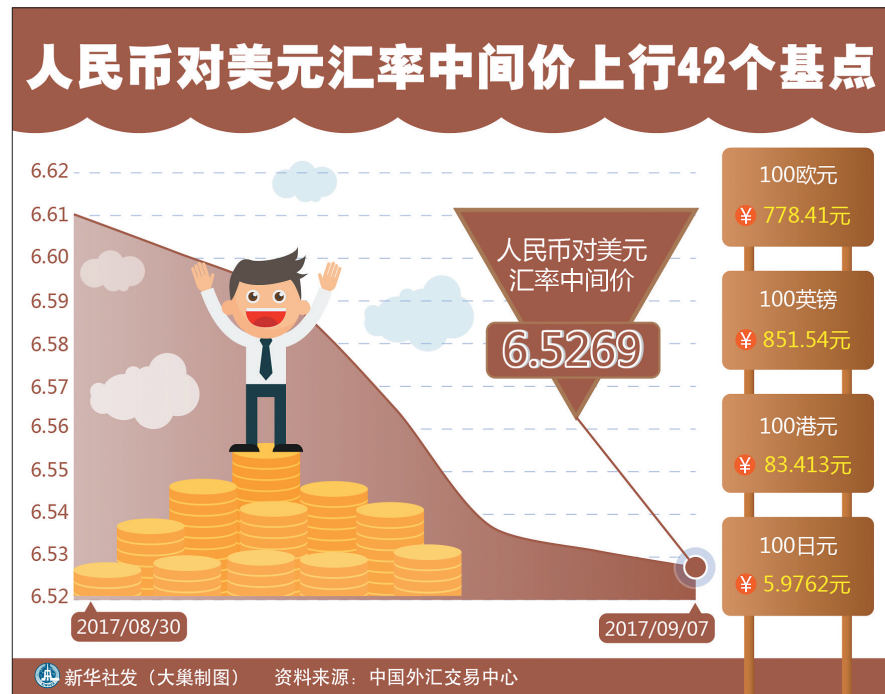 人民币对美元汇率中间价上行42个基点
6.62
6.61
6.60
6.59
6.58
6.57
6.56
6.55
6.54
6.53
6.52
2017/08/30
2017/09/07
人民币对美元
汇率中间价
6.5269
100欧元
¥ 778.41元
100英镑
¥ 851.54元
100港元
¥ 83.413元
100日元
¥ 5.9762元
新华社发（大巢制图） 资料来源：中国外汇交易中心